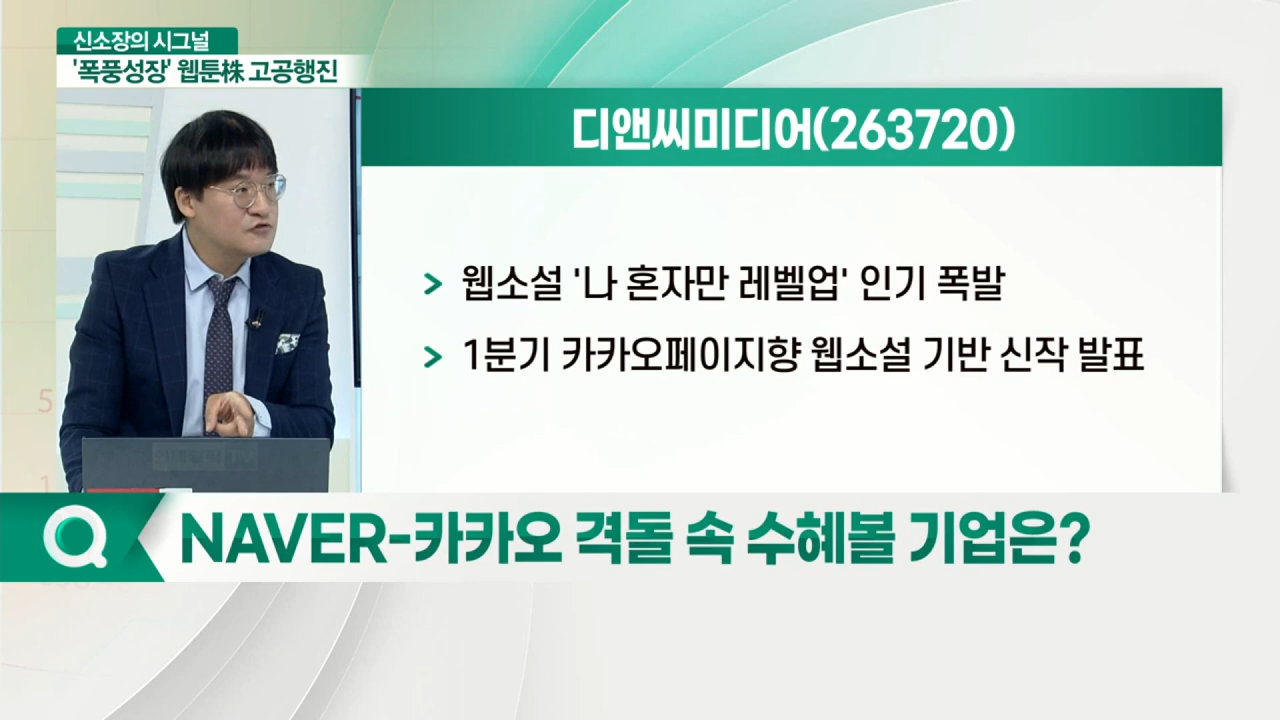 신소장의 시그널
'폭풍성장' 웹툰株 고공행진
디앤씨미디어(263720)
> 웹소설 '나 혼자만 레벨업' 인기 폭발
> 1분기 카카오페이지향 웹소설 기반 신작 발표
5
1
Q NAVER-카카오 격돌 속 수혜볼 기업은?